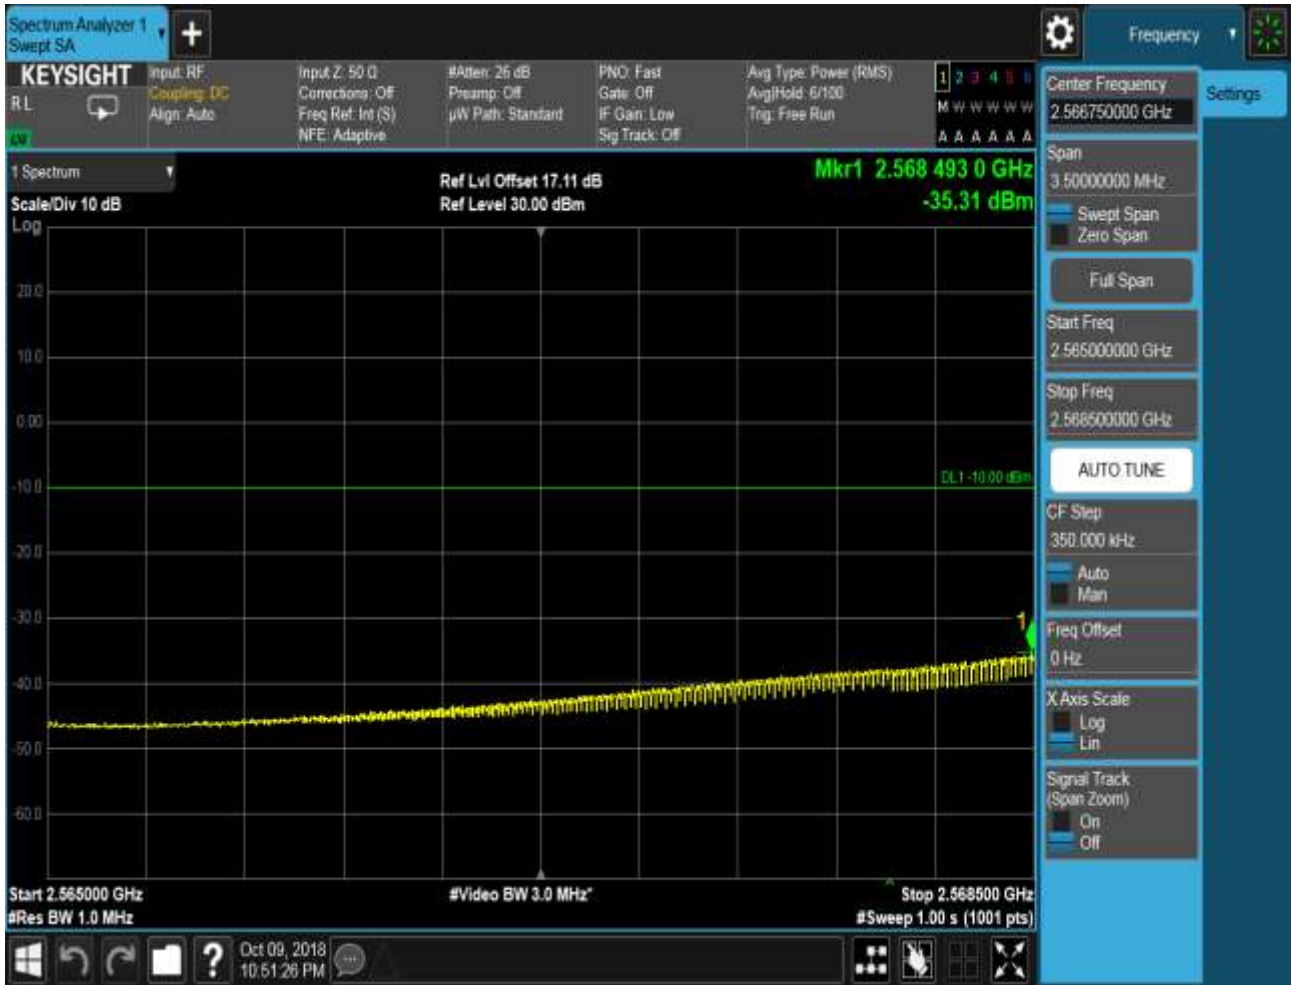 Spectrum Analyzer 1
Swept SA
+
Frequency
KEYSIGHT
RL
Input: RF
Coupling: DC
Align: Auto
Input Z: 50 Ω
Corrections: Off
Freq Ref: Int (S)
NFE: Adaptive
#Atten: 26 dB
Preamp: Off
µW Path: Standard
PNO: Fast
Gate: Off
IF Gain: Low
Sig Track: Off
Avg Type: Power (RMS)
Avg|Hold: 6/100
Trig: Free Run
1 2 3 4 5 6
M W W W W W
A A A A A A
1 Spectrum
Scale/Div 10 dB
Log
Ref Lvl Offset 17.11 dB
Ref Level 30.00 dBm
Mkr1 2.568 493 0 GHz
-35.31 dBm
20.0
10.0
0.00
-10.0
-20.0
-30.0
-40.0
-50.0
-60.0
DL1 -10.00 dBm
1
Start 2.565000 GHz
#Res BW 1.0 MHz
#Video BW 3.0 MHz*
Stop 2.568500 GHz
#Sweep 1.00 s (1001 pts)
Center Frequency
2.566750000 GHz
Settings
Span
3.50000000 MHz
Swept Span
Zero Span
Full Span
Start Freq
2.565000000 GHz
Stop Freq
2.568500000 GHz
AUTO TUNE
CF Step
350.000 kHz
Auto
Man
Freq Offset
0 Hz
X Axis Scale
Log
Lin
Signal Track
(Span Zoom)
On
Off
?
Oct 09, 2018
10:51:26 PM